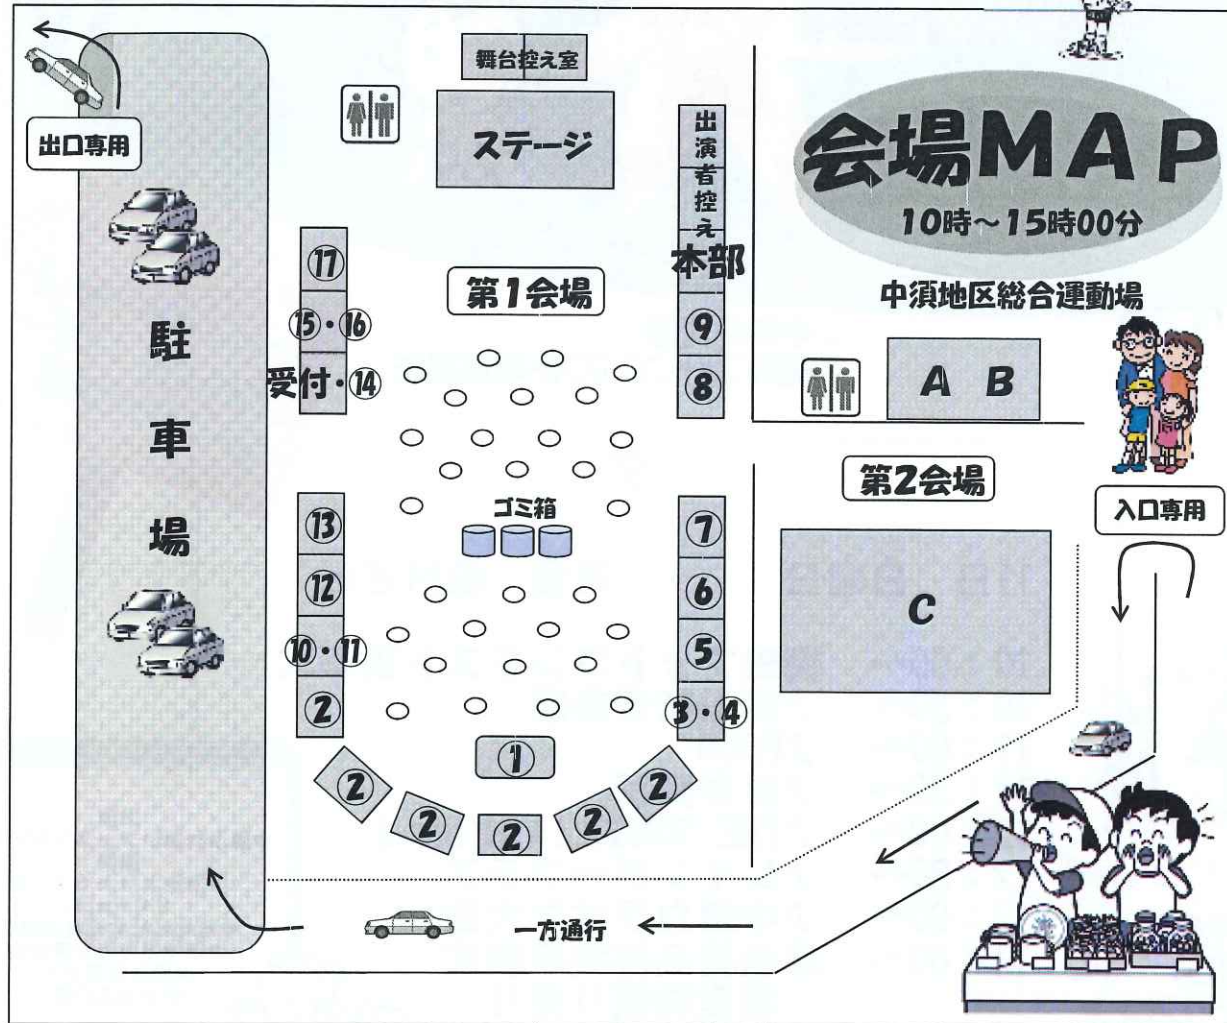 舞台控え室
ステージ
出演者控え
本部
⑨
⑧
会場MAP
10時～15時00分
中須地区総合運動場
A B
第2会場
入口専用
C
出口専用
駐車場
第1会場
⑰
⑮・⑯
受付・⑭
ゴミ箱
⑬
⑫
⑩・⑪
②
⑦
⑥
⑤
③・④
①
②
②
②
②
②
一方通行